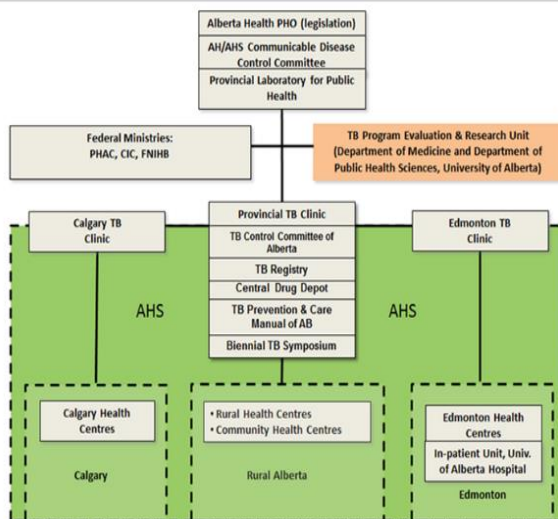 Alberta Health PHO (legislation)
AH/AHS Communicable Disease
Control Committee
Provincial Laboratory for Public
Health
Federal Ministries:
PHAC, CIC, FNIHB
TB Program Evaluation & Research Unit
(Department of Medicine and Department of
Public Health Sciences, University of Alberta)
Calgary TB
Clinic
Provincial TB Clinic
TB Control Committee of
Alberta
TB Registry
Central Drug Depot
TB Prevention & Care
Manual of AB
Biennial TB Symposium
Edmonton TB
Clinic
AHS
AHS
Calgary Health
Centres
Calgary
• Rural Health Centres
• Community Health Centres
Rural Alberta
Edmonton Health
Centres
In-patient Unit, Univ.
of Alberta Hospital
Edmonton